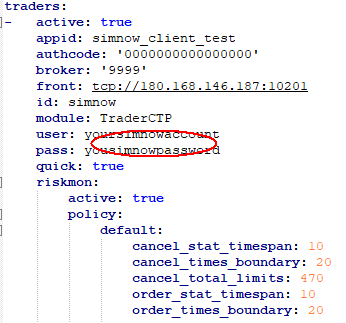 traders:
- active: true
appid: simnow_client_test
authcode: '0000000000000000'
broker: '9999'
front: tcp://180.168.146.187:10201
id: simnow
module: TraderCTP
user: yoursimnowaccount
pass: yousimnowpassword
quick: true
riskmon:
active: true
policy:
default:
cancel_stat_timespan: 10
cancel_times_boundary: 20
cancel_total_limits: 470
order_stat_timespan: 10
order_times_boundary: 20